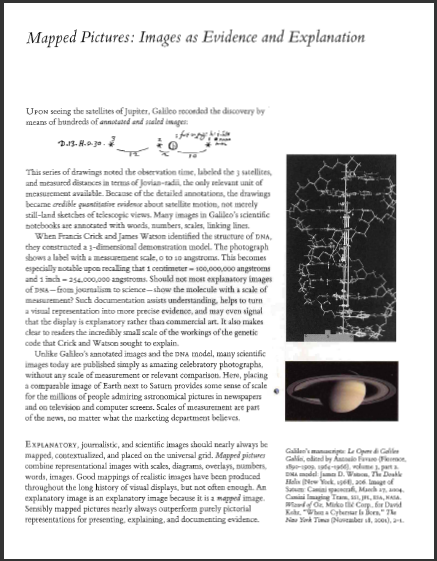 Mapped Pictures: Images as Evidence and Explanation
UPON seeing the satellites of Jupiter, Galileo recorded the discovery by
means of hundreds of annotated and scaled images:
This series of drawings noted the observation time, labeled the 3 satellites,
and measured distances in terms of Jovian-radii, the only relevant unit of
measurement available. Because of the detailed annotations, the drawings
became credible quantitative evidence about satellite motion, not merely
still-land sketches of telescopic views. Many images in Galileo's scientific
notebooks are annotated with words, numbers, scales, linking lines.
When Francis Crick and James Watson identified the structure of DNA,
they constructed a 3-dimensional demonstration model. The photograph
shows a label with a measurement scale, 0 to 10 angstroms. This becomes
especially notable upon recalling that 1 centimeter = 100,000,000 angstroms
and 1 inch = 254,000,000 angstroms. Should not most explanatory images
of DNA—from journalism to science—show the molecule with a scale of
measurement? Such documentation assists understanding, helps to turn
a visual representation into more precise evidence, and may even signal
that the display is explanatory rather than commercial art. It also makes
clear to readers the incredibly small scale of the workings of the genetic
code that Crick and Watson sought to explain.
Unlike Galileo's annotated images and the DNA model, many scientific
images today are published simply as amazing celebratory photographs,
without any scale of measurement or relevant comparison. Here, placing
a comparable image of Earth next to Saturn provides some sense of scale
for the millions of people admiring astronomical pictures in newspapers
and on television and computer screens. Scales of measurement are part
of the news, no matter what the marketing department believes.
EXPLANATORY, journalistic, and scientific images should nearly always be
mapped, contextualized, and placed on the universal grid. Mapped pictures
combine representational images with scales, diagrams, overlays, numbers,
words, images. Good mappings of realistic images have been produced
throughout the long history of visual displays, but not often enough. An
explanatory image is an explanatory image because it is a mapped image.
Sensibly mapped pictures nearly always outperform purely pictorial
representations for presenting, explaining, and documenting evidence.
Galileo's manuscripts: Le Opere di Galileo
Galilei, edited by Antonio Favaro (Florence,
1890-1909, 1964-1966), volume 3, part 2.
DNA model: James D. Watson, The Double
Helix (New York, 1968), 206. Image of
Saturn: Cassini spacecraft, March 27, 2004,
Cassini Imaging Team, SSI, JPL, ESA, NASA.
Wizard of Oz; Mirko Ilić Corp., for David
Kehr, "When a Cyberstar Is Born," The
New York Times (November 18, 2001), 2-1.